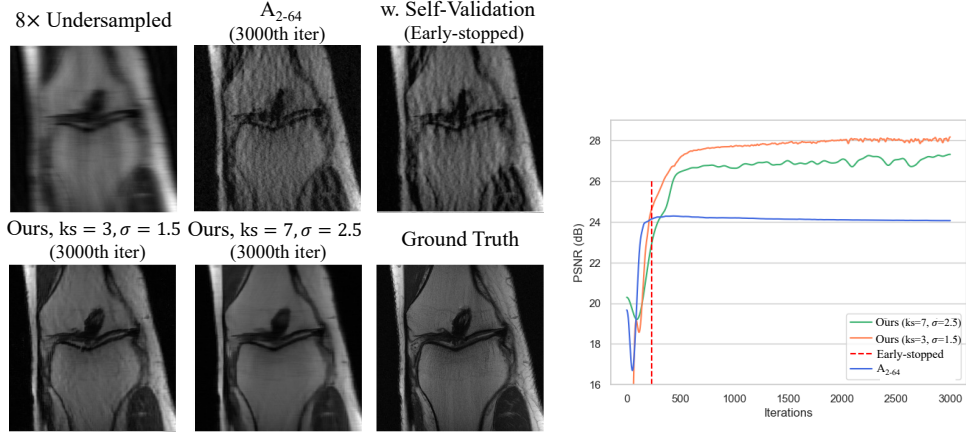 8× Undersampled
A2-64
(3000th iter)
w. Self-Validation
(Early-stopped)
Ours, ks = 3, σ = 1.5
(3000th iter)
Ours, ks = 7, σ = 2.5
(3000th iter)
Ground Truth
PSNR (dB)
28
26
24
22
20
18
16
0
500
1000
1500
2000
2500
3000
Iterations
Ours (ks=7, σ=2.5)
Ours (ks=3, σ=1.5)
Early-stopped
A2-64